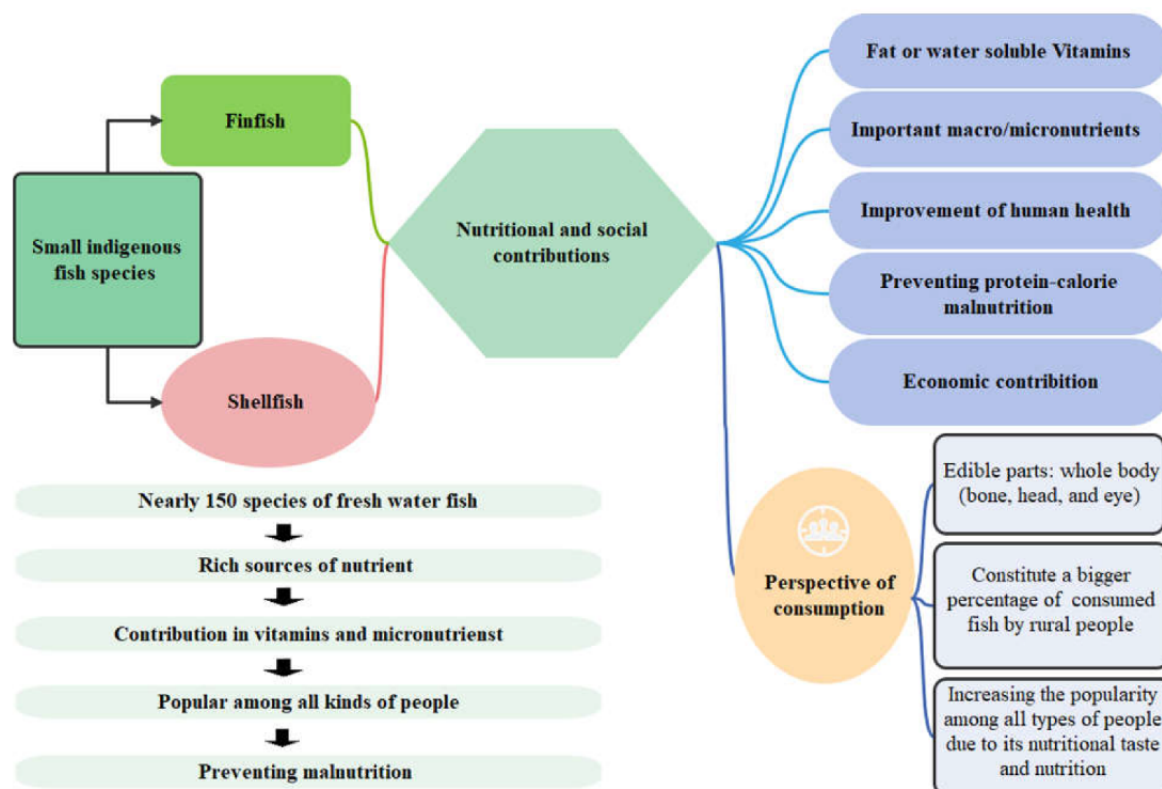 Finfish
Small indigenous
fish species
Shellfish
Nutritional and social
contributions
Fat or water soluble Vitamins
Important macro/micronutrients
Improvement of human health
Preventing protein-calorie
malnutrition
Economic contribition
Perspective of
consumption
Edible parts: whole body
(bone, head, and eye)
Constitute a bigger
percentage of consumed
fish by rural people
Increasing the popularity
among all types of people
due to its nutritional taste
and nutrition
Nearly 150 species of fresh water fish
Rich sources of nutrient
Contribution in vitamins and micronutrienst
Popular among all kinds of people
Preventing malnutrition